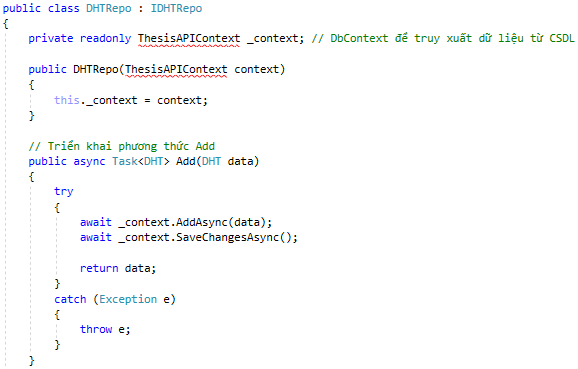 public class DHTRepo : IDHTRepo
{
    private readonly ThesisAPIContext _context; // DbContext để truy xuất dữ liệu từ CSDL

    public DHTRepo(ThesisAPIContext context)
    {
        this._context = context;
    }

    // Triển khai phương thức Add
    public async Task<DHT> Add(DHT data)
    {
        try
        {
            await _context.AddAsync(data);
            await _context.SaveChangesAsync();

            return data;
        }
        catch (Exception e)
        {
            throw e;
        }
    }